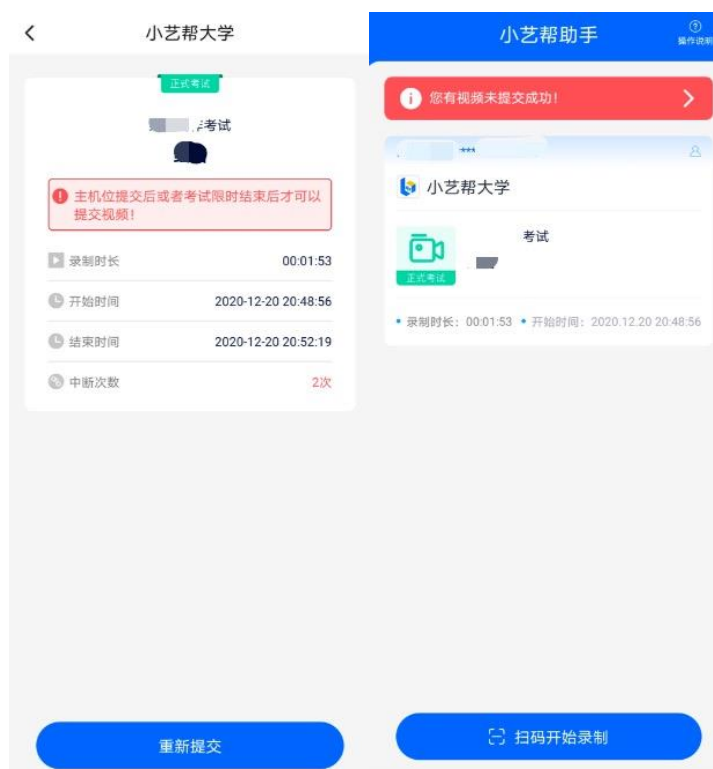 小艺帮大学
正式考试
考试
主机位提交后或者考试限时结束后才可以
提交视频！
录制时长 00:01:53
开始时间 2020-12-20 20:48:56
结束时间 2020-12-20 20:52:19
中断次数 2次
重新提交
小艺帮助手
操作说明
您有视频未提交成功！
***
小艺帮大学
考试
正式考试
• 录制时长：00:01:53 • 开始时间：2020.12.20 20:48:56
扫码开始录制